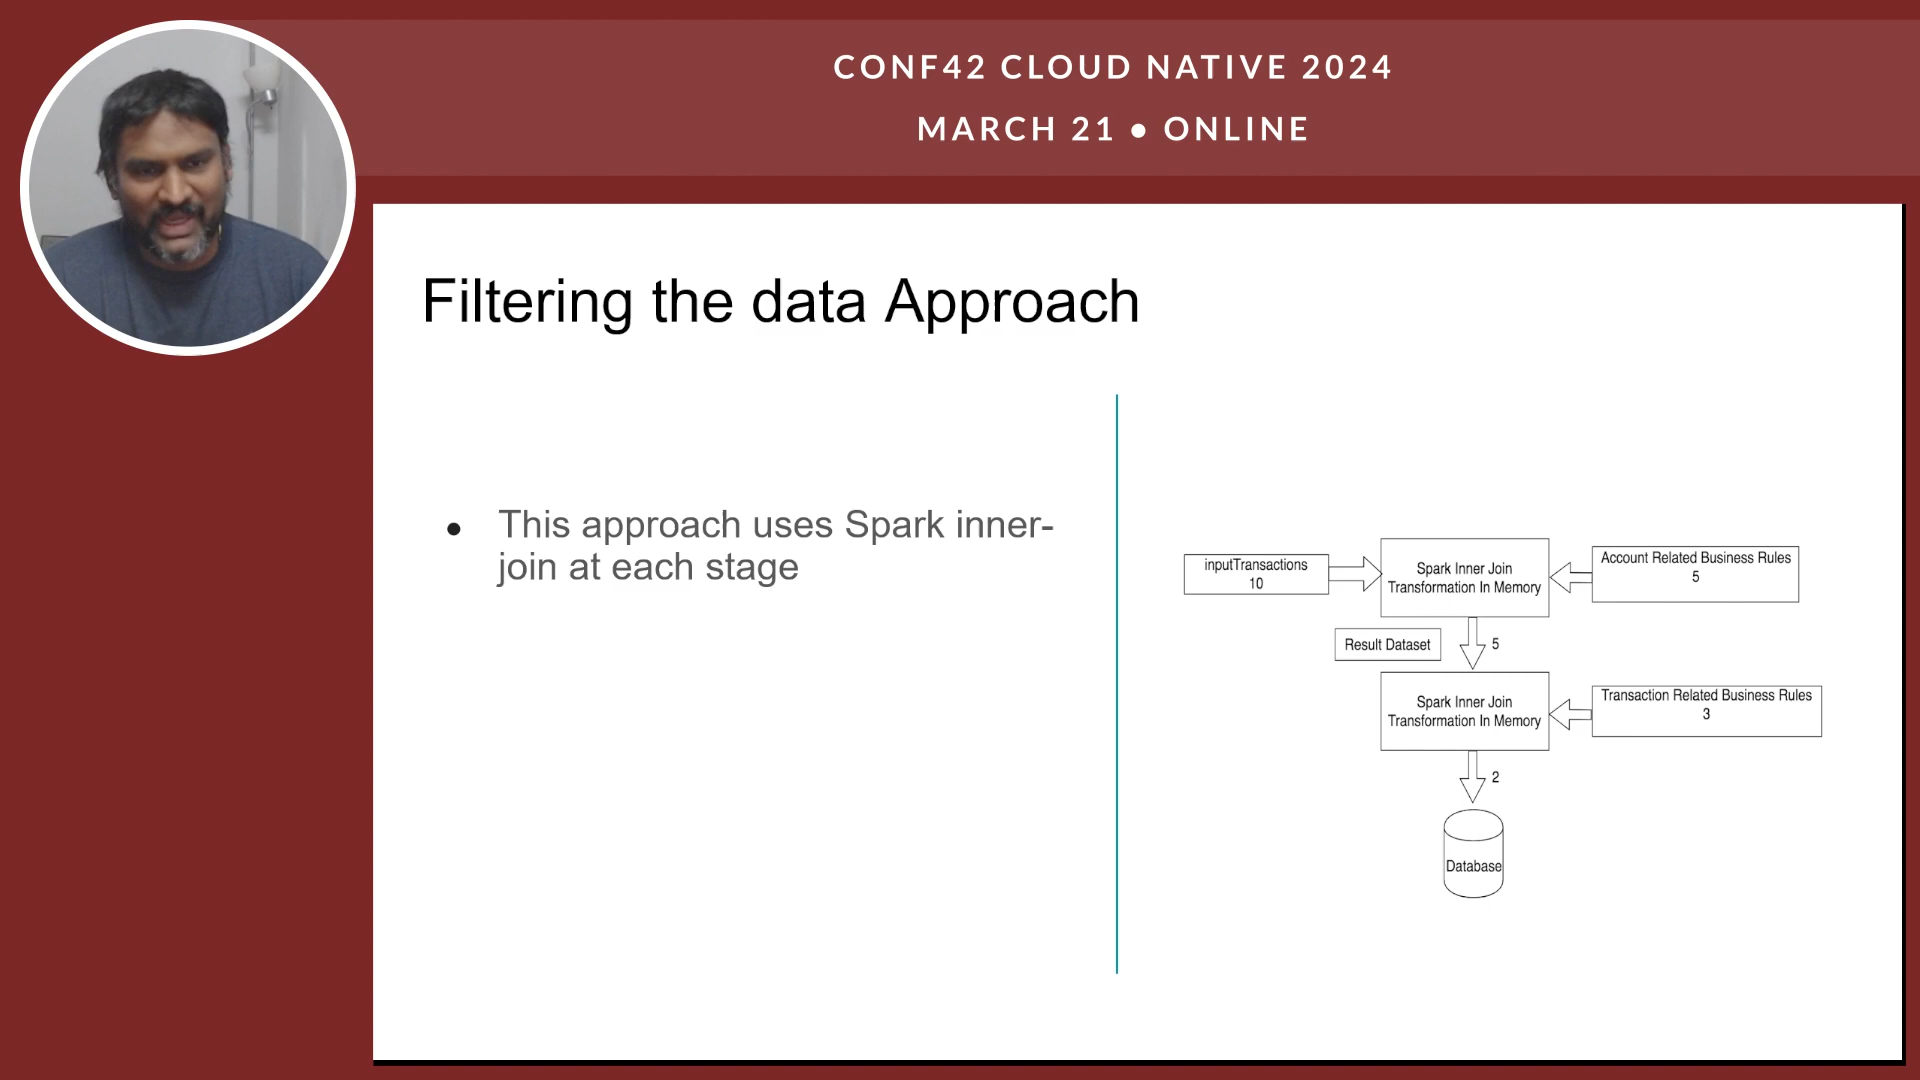 CONF42 CLOUD NATIVE 2024
MARCH 21 ● ONLINE
Filtering the data Approach
● This approach uses Spark inner-
join at each stage
inputTransactions
10
Spark Inner Join
Transformation In Memory
Account Related Business Rules
5
Result Dataset
5
Spark Inner Join
Transformation In Memory
Transaction Related Business Rules
3
2
Database